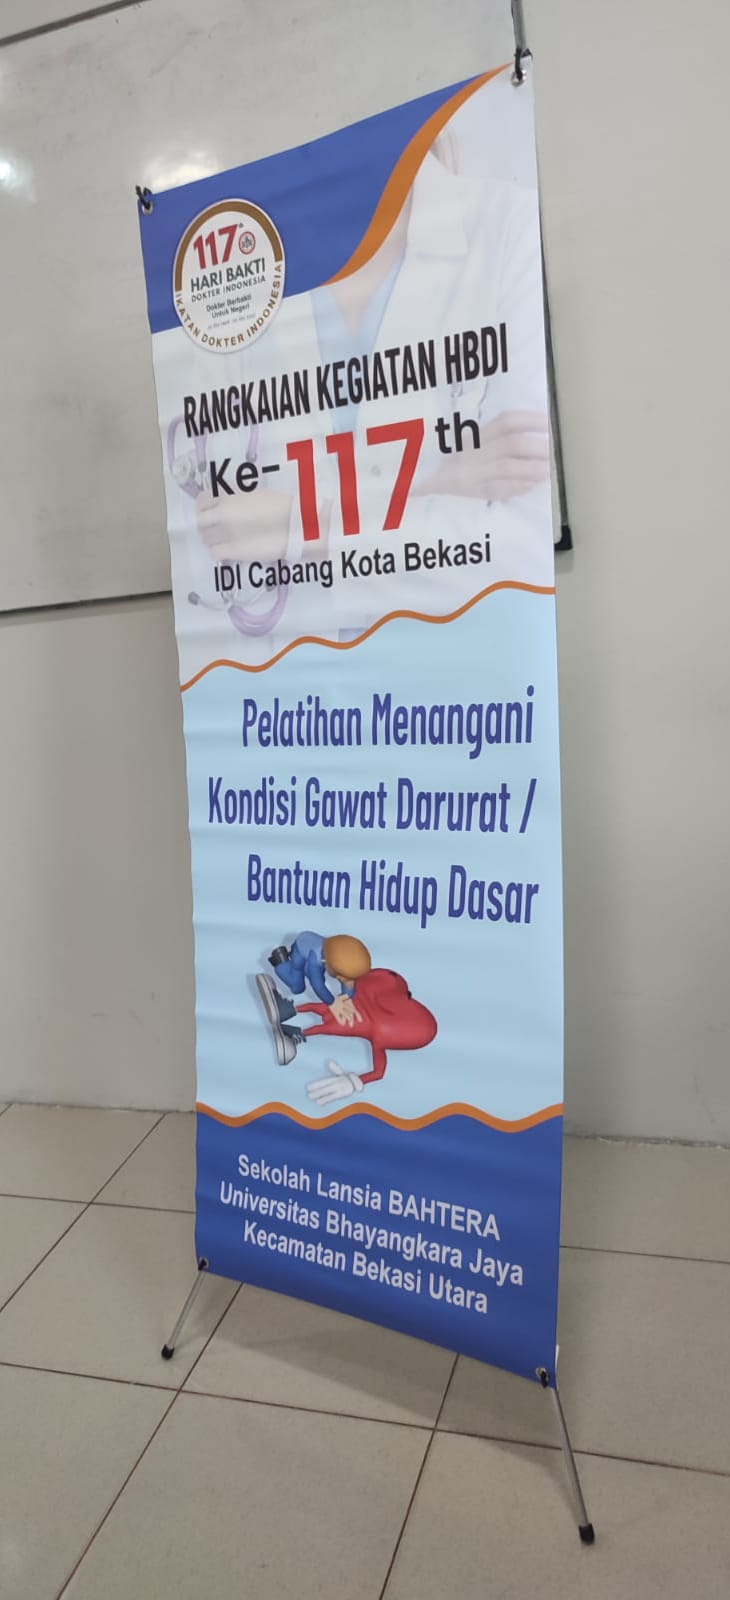 117th
HARI BAKTI
DOKTER INDONESIA
Dokter Berbakti
Untuk Negeri
IKATAN DOKTER INDONESIA
RANGKAIAN KEGIATAN HBDI
Ke-117th
IDI Cabang Kota Bekasi
Pelatihan Menangani
Kondisi Gawat Darurat /
Bantuan Hidup Dasar
Sekolah Lansia BAHTERA
Universitas Bhayangkara Jaya
Kecamatan Bekasi Utara